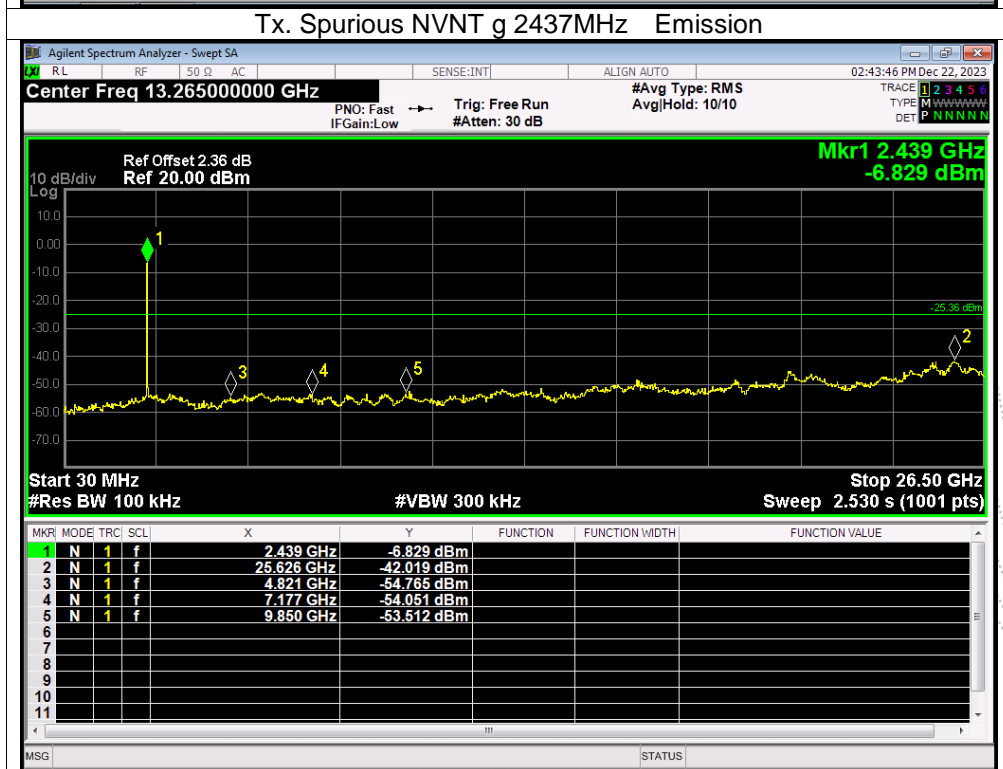 Tx. Spurious NVNT g 2437MHz Emission
Agilent Spectrum Analyzer - Swept SA
LXI RL RF 50 Ω AC SENSE:INT ALIGN AUTO 02:43:46 PM Dec 22, 2023
Center Freq 13.265000000 GHz #Avg Type: RMS TRACE 1 2 3 4 5 6
PNO: Fast Trig: Free Run Avg|Hold: 10/10 TYPE M WWWWW
IFGain:Low #Atten: 30 dB DET P N N N N N
Mkr1 2.439 GHz
Ref Offset 2.36 dB
10 dB/div Ref 20.00 dBm -6.829 dBm
Log
10.0
0.00 1
-10.0
-20.0
-25.36 dBm
-30.0
2
-40.0
3 4 5
-50.0
-60.0
-70.0
Start 30 MHz Stop 26.50 GHz
#Res BW 100 kHz #VBW 300 kHz Sweep 2.530 s (1001 pts)
MKR MODE TRC SCL X Y FUNCTION FUNCTION WIDTH FUNCTION VALUE
1 N 1 f 2.439 GHz -6.829 dBm
2 N 1 f 25.626 GHz -42.019 dBm
3 N 1 f 4.821 GHz -54.765 dBm
4 N 1 f 7.177 GHz -54.051 dBm
5 N 1 f 9.850 GHz -53.512 dBm
6
7
8
9
10
11
MSG STATUS